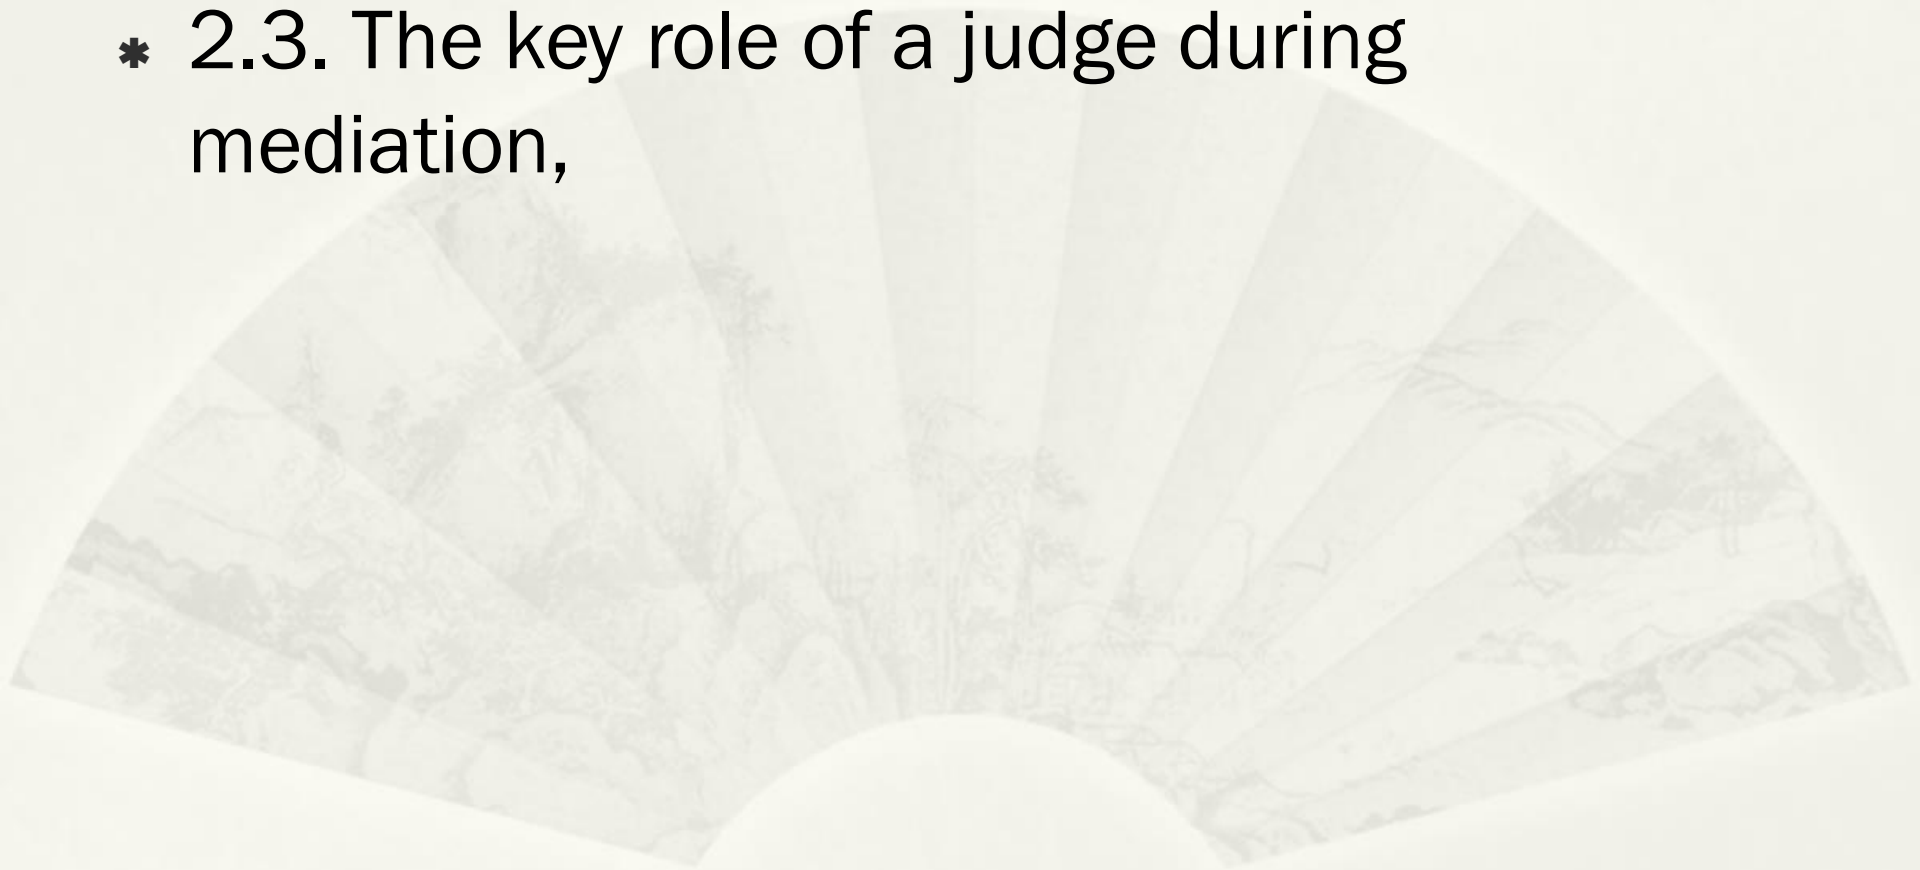 * 2.3. The key role of a judge during
mediation,